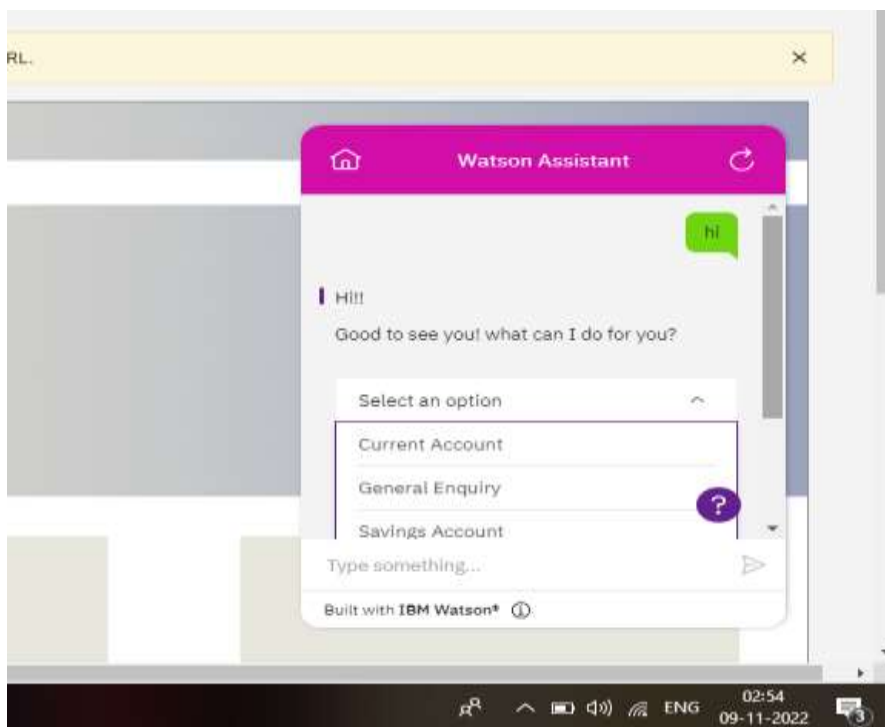 RL.
Watson Assistant
hi
Hi!!
Good to see you! what can I do for you?
Select an option
Current Account
General Enquiry
?
Savings Account
Type something...
Built with IBM Watson®
ENG
02:54
09-11-2022
3